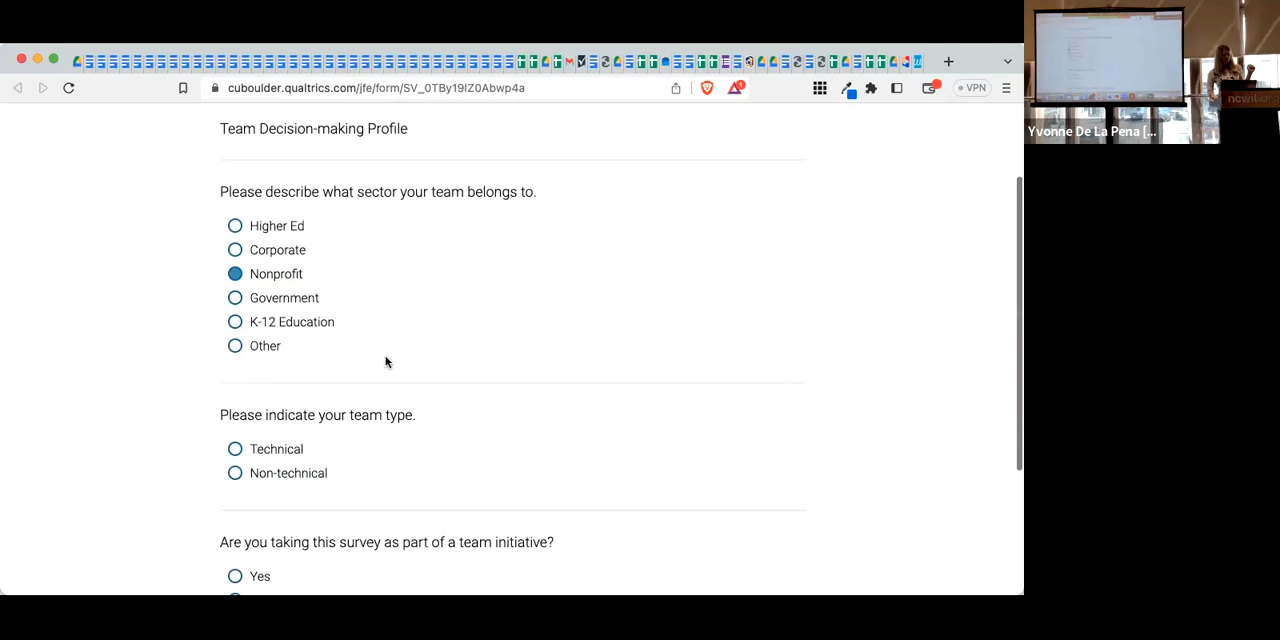 cuboulder.qualtrics.com/jfe/form/SV_0TBy19IZ0Abwp4a
VPN
Team Decision-making Profile
Please describe what sector your team belongs to.
Higher Ed
Corporate
Nonprofit
Government
K-12 Education
Other
Please indicate your team type.
Technical
Non-technical
Are you taking this survey as part of a team initiative?
Yes
Yvonne De La Pena [...
ncwit.org